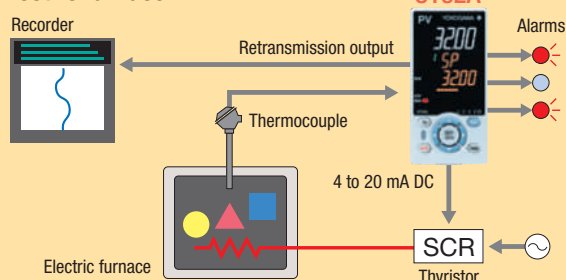 Recorder
Alarms
Retransmission output
PV YOKOGAWA
3200
SP
3200
Thermocouple
4 to 20 mA DC
SCR
Electric furnace
Thyristor